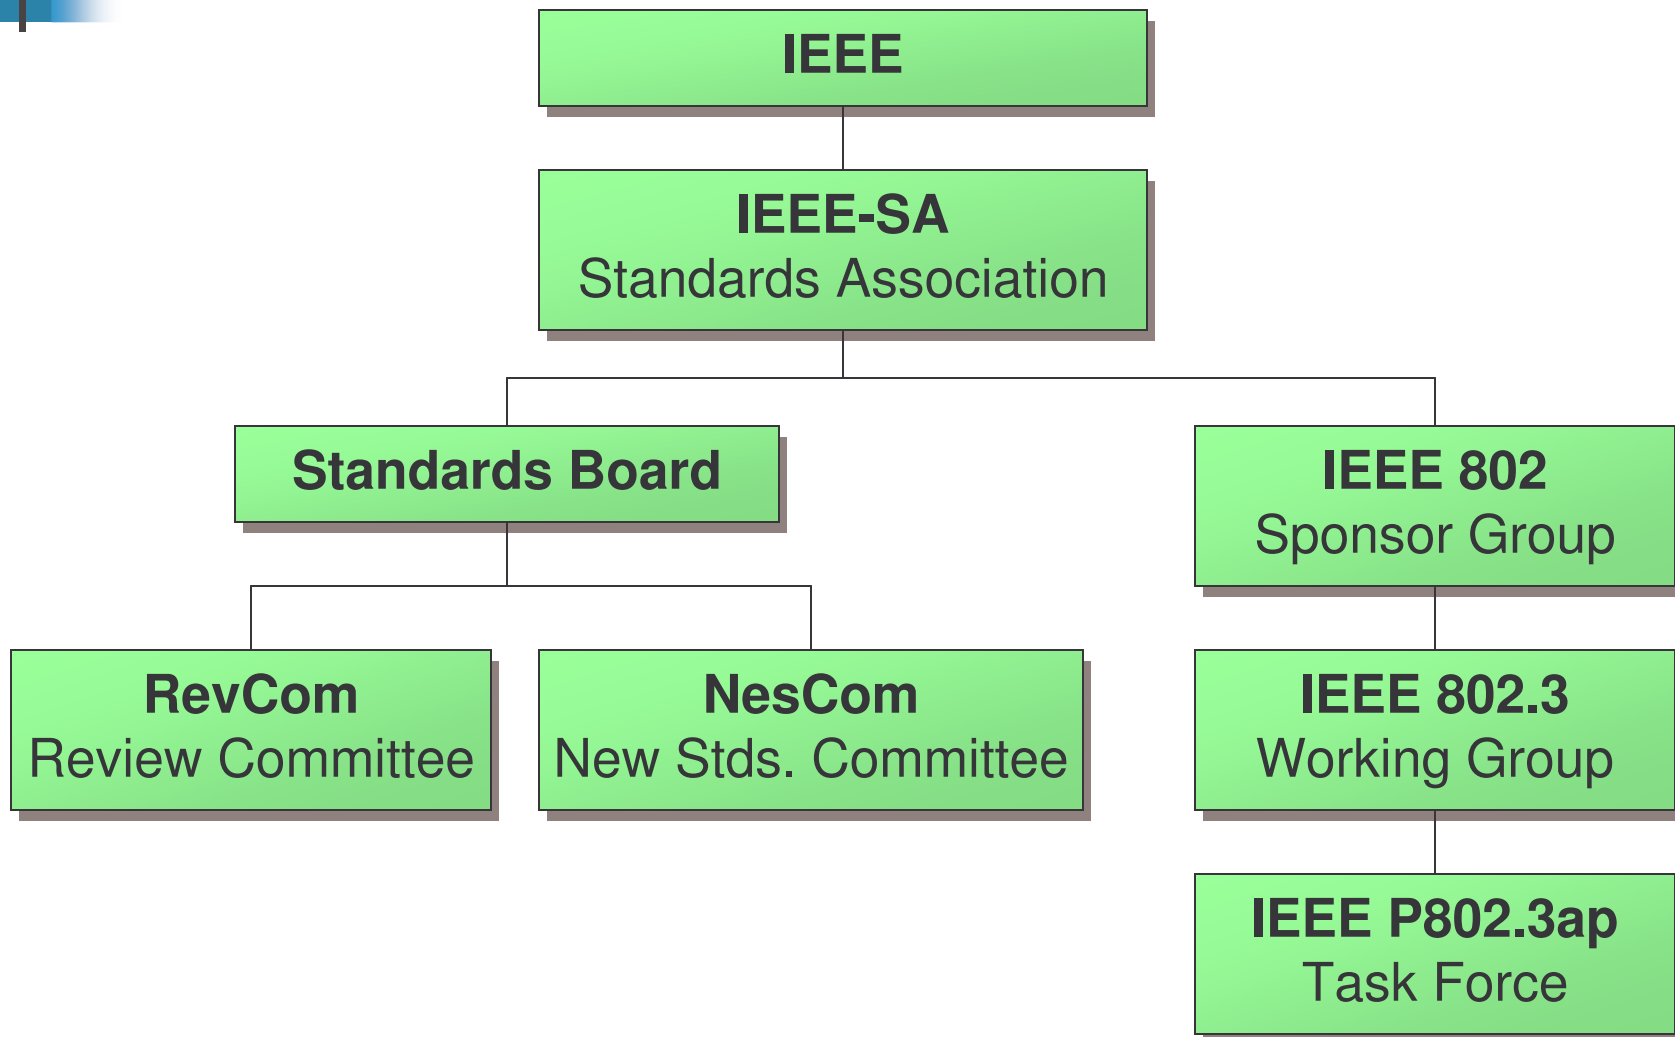 IEEE
IEEE-SA
Standards Association
Standards Board
IEEE 802
Sponsor Group
RevCom
Review Committee
NesCom
New Stds. Committee
IEEE 802.3
Working Group
IEEE P802.3ap
Task Force